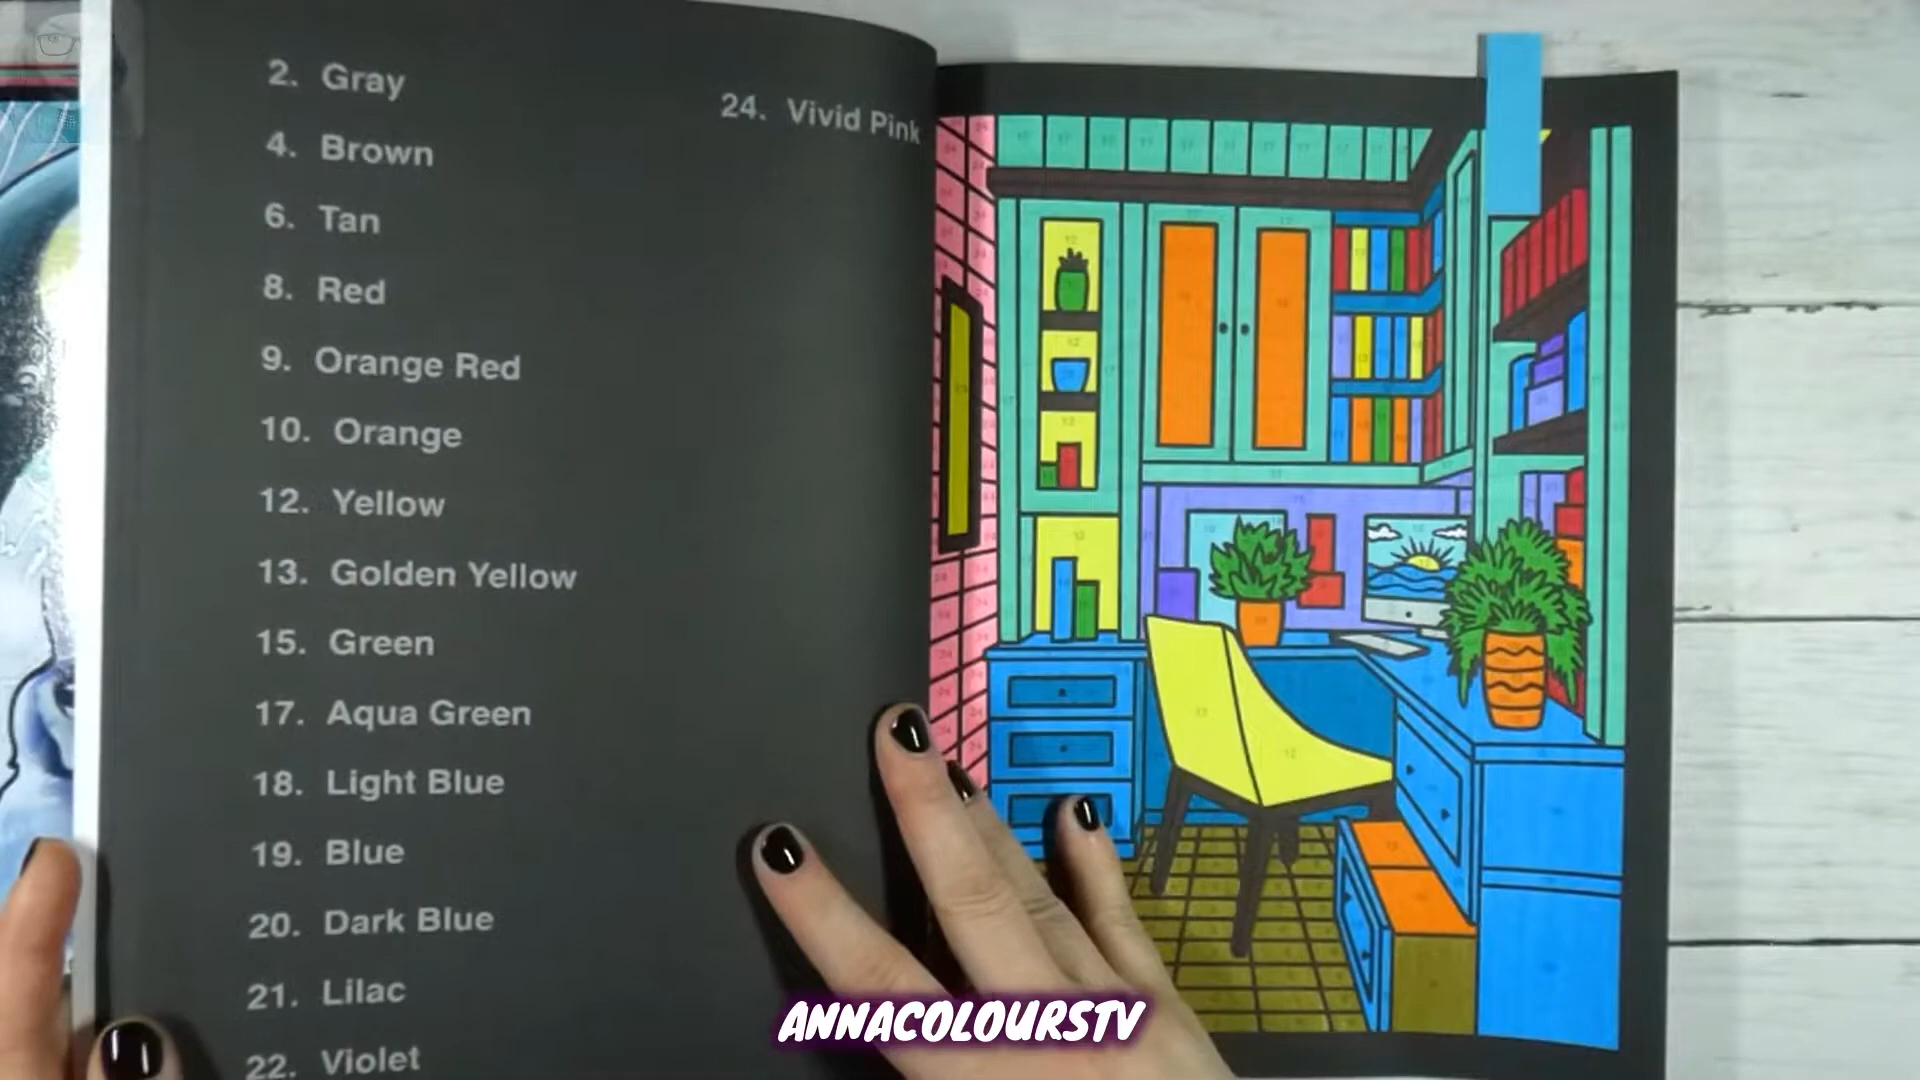 2. Gray
4. Brown
6. Tan
8. Red
9. Orange Red
10. Orange
12. Yellow
13. Golden Yellow
15. Green
17. Aqua Green
18. Light Blue
19. Blue
20. Dark Blue
21. Lilac
22. Violet
24. Vivid Pink
ANNACOLOURSTV